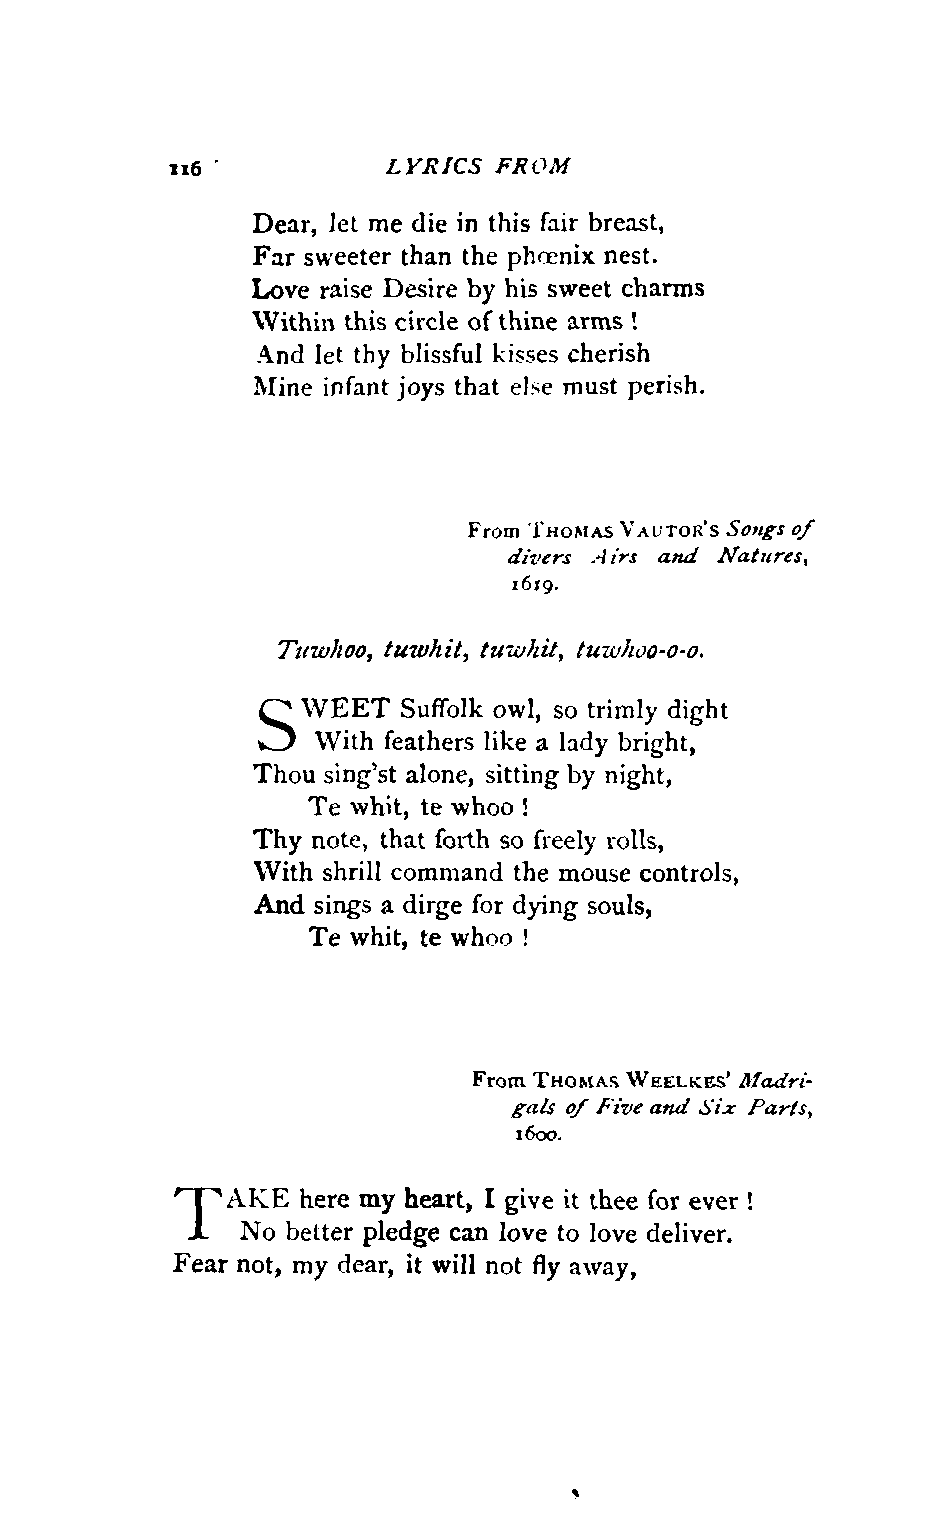 116 LYRICS FROM
Dear, let me die in this fair breast,
Far sweeter than the phœnix nest.
Love raise Desire by his sweet charms
Within this circle of thine arms !
And let thy blissful kisses cherish
Mine infant joys that else must perish.
From THOMAS VAUTOR'S Songs of
divers Airs and Natures,
1619.
Tuwhoo, tuwhit, tuwhit, tuwhoo-o-o.
SWEET Suffolk owl, so trimly dight
With feathers like a lady bright,
Thou sing'st alone, sitting by night,
Te whit, te whoo !
Thy note, that forth so freely rolls,
With shrill command the mouse controls,
And sings a dirge for dying souls,
Te whit, te whoo !
From THOMAS WEELKES' Madri-
gals of Five and Six Parts,
1600.
TAKE here my heart, I give it thee for ever !
No better pledge can love to love deliver.
Fear not, my dear, it will not fly away,